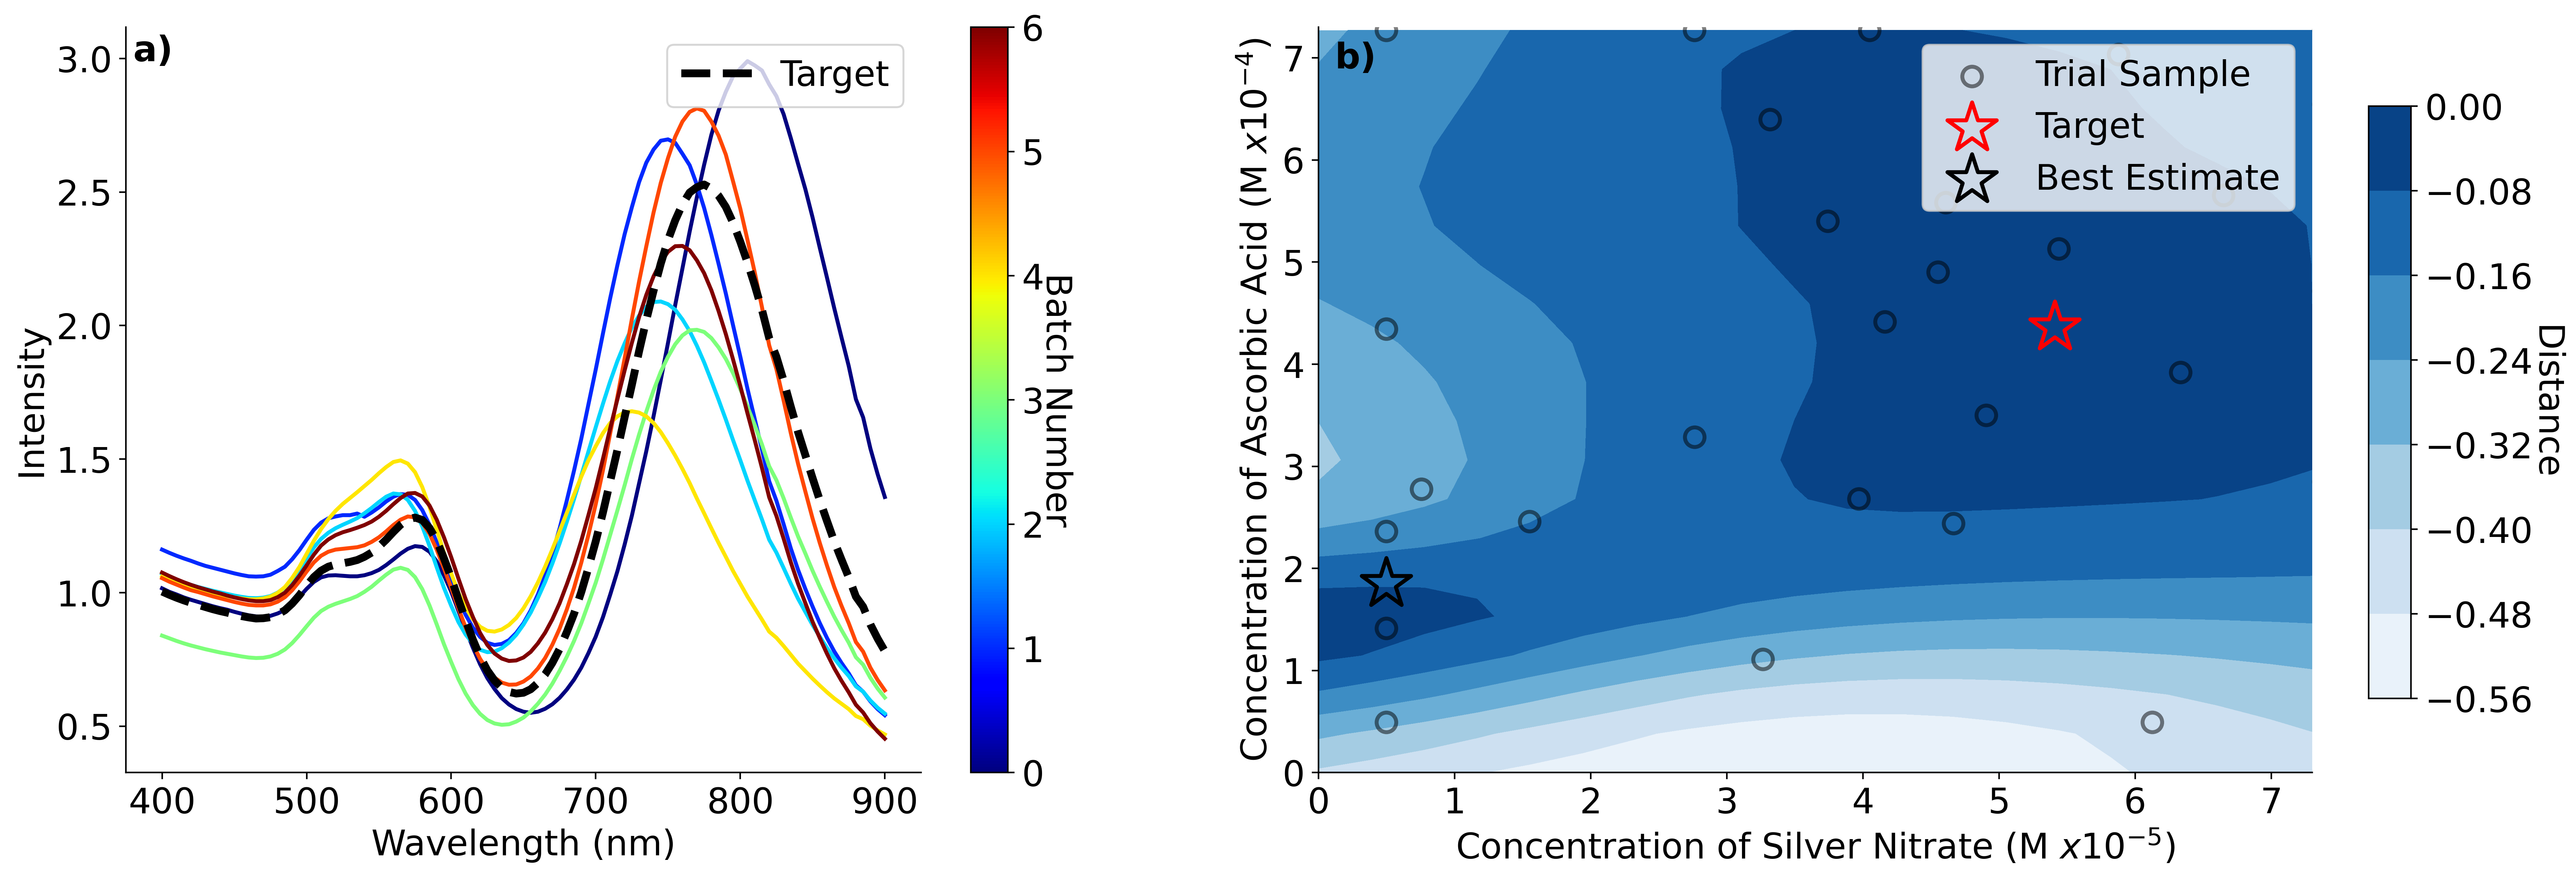 a)
Target
3.0
2.5
2.0
1.5
1.0
0.5
Intensity
400 500 600 700 800 900
Wavelength (nm)
6
5
4
3
2
1
0
Batch Number
b)
Trial Sample
Target
Best Estimate
7
6
5
4
3
2
1
0
Concentration of Ascorbic Acid (M x10⁻⁴)
0 1 2 3 4 5 6 7
Concentration of Silver Nitrate (M x10⁻⁵)
0.00
−0.08
−0.16
−0.24
−0.32
−0.40
−0.48
−0.56
Distance